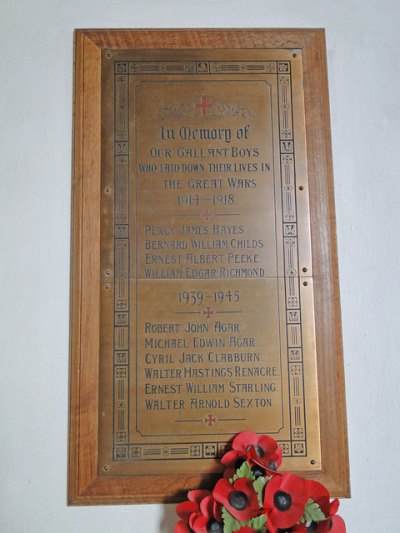 In Memory of
OUR GALLANT BOYS
WHO LAID DOWN THEIR LIVES IN
THE GREAT WARS
1914-1918.
PERCY JAMES BAYES
BERNARD WILLIAM CHILDS
ERNEST ALBERT PEEKE
WILLIAM EDGAR RICHMOND
1939-1945
ROBERT JOHN AGAR
MICHAEL EDWIN AGAR
CYRIL JACK CLABBURN.
WALTER HASTINGS RENACRE.
ERNEST WILLIAM STARLING.
WALTER ARNOLD SEXTON.